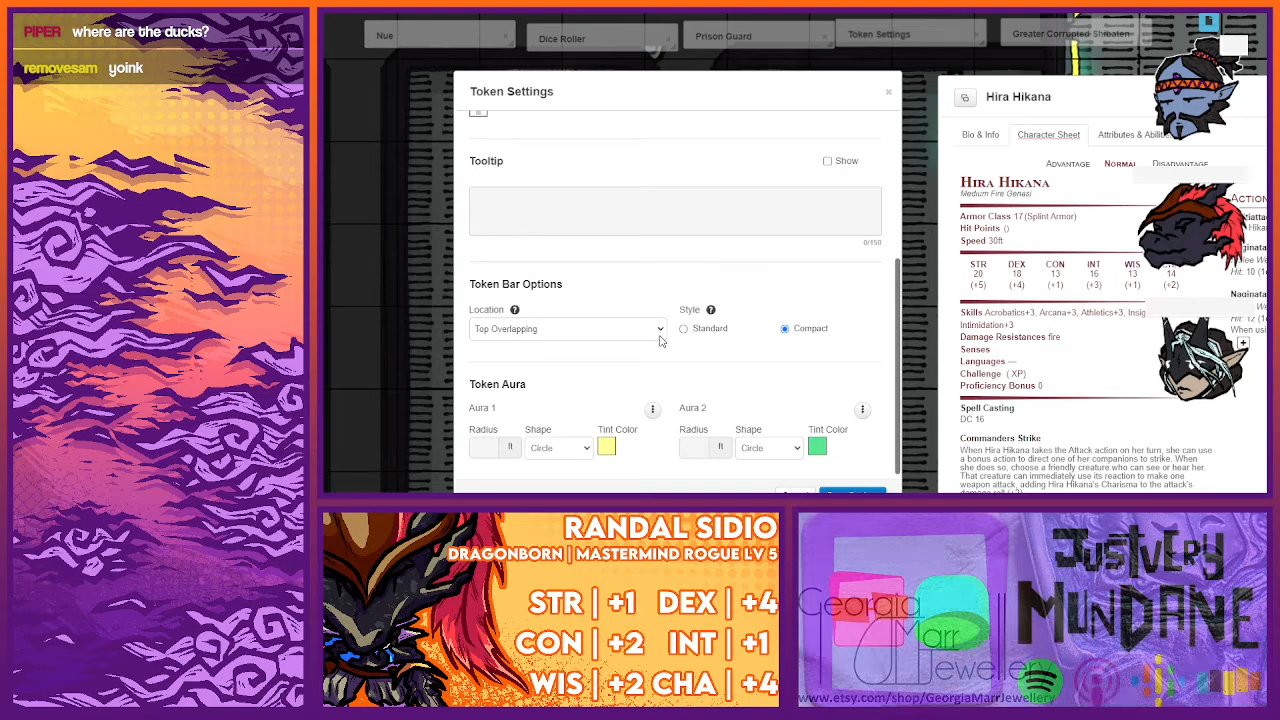 PIPER where are the ducks?
removesam yoink
Nue
Dice Roller
Prison Guard
Token Settings
Greater Corrupted Shibaten
Token Settings
Tooltip
Show
0/150
Token Bar Options
Location
Style
Top Overlapping
Standard
Compact
Token Aura
Aura 1
Aura 2
Radius Shape Tint Color
ft Circle
Radius Shape Tint Color
ft Circle
Hira Hikana
Bio & Info
Character Sheet
Attributes & Abili
ADVANTAGE NORMAL DISADVANTAGE
HIRA HIKANA
Medium Fire Genasi
Armor Class 17 (Splint Armor)
Hit Points ()
Speed 30ft
STR DEX CON INT WIS
20 18 13 16 13 14
(+5) (+4) (+1) (+3) (+1) (+2)
Skills Acrobatics+3, Arcana+3, Athletics+3, Insig
Intimidation+3
Damage Resistances fire
Senses
Languages —
Challenge ( XP)
Proficiency Bonus 0
Spell Casting
DC 16
Commanders Strike
When Hira Hikana takes the Attack action on her turn, she can use
a bonus action to direct one of her companions to strike. When
she does so, choose a friendly creature who can see or hear her.
That creature can immediately use its reaction to make one
weapon attack, adding Hira Hikana's Charisma to the attack's
damage roll (+2)
ACTION
RANDAL SIDIO
DRAGONBORN | MASTERMIND ROGUE LV 5
STR | +1 DEX | +4
CON | +2 INT | +1
WIS | +2 CHA | +4
Georgia
Marr
Jewellery
www.etsy.com/shop/GeorgiaMarrJewellery
JUSTVERY
MUNDANE